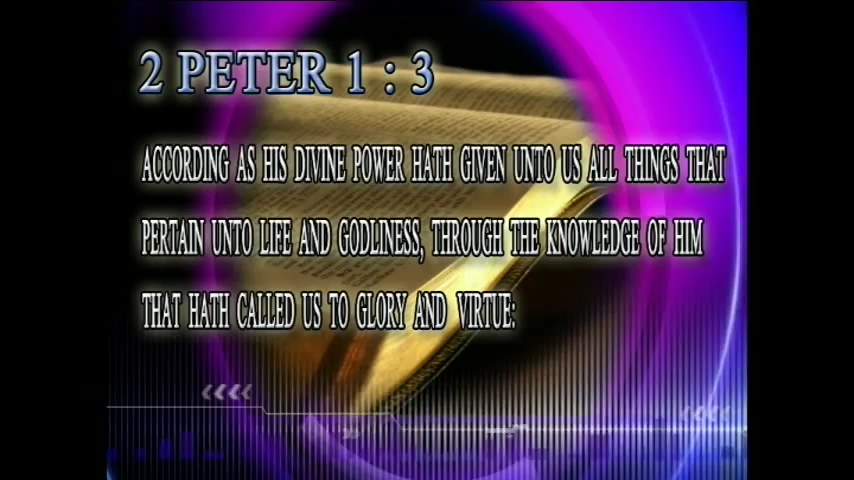 2 PETER 1 : 3
ACCORDING AS HIS DIVINE POWER HATH GIVEN UNTO US ALL THINGS THAT
PERTAIN UNTO LIFE AND GODLINESS, THROUGH THE KNOWLEDGE OF HIM
THAT HATH CALLED US TO GLORY AND VIRTUE: